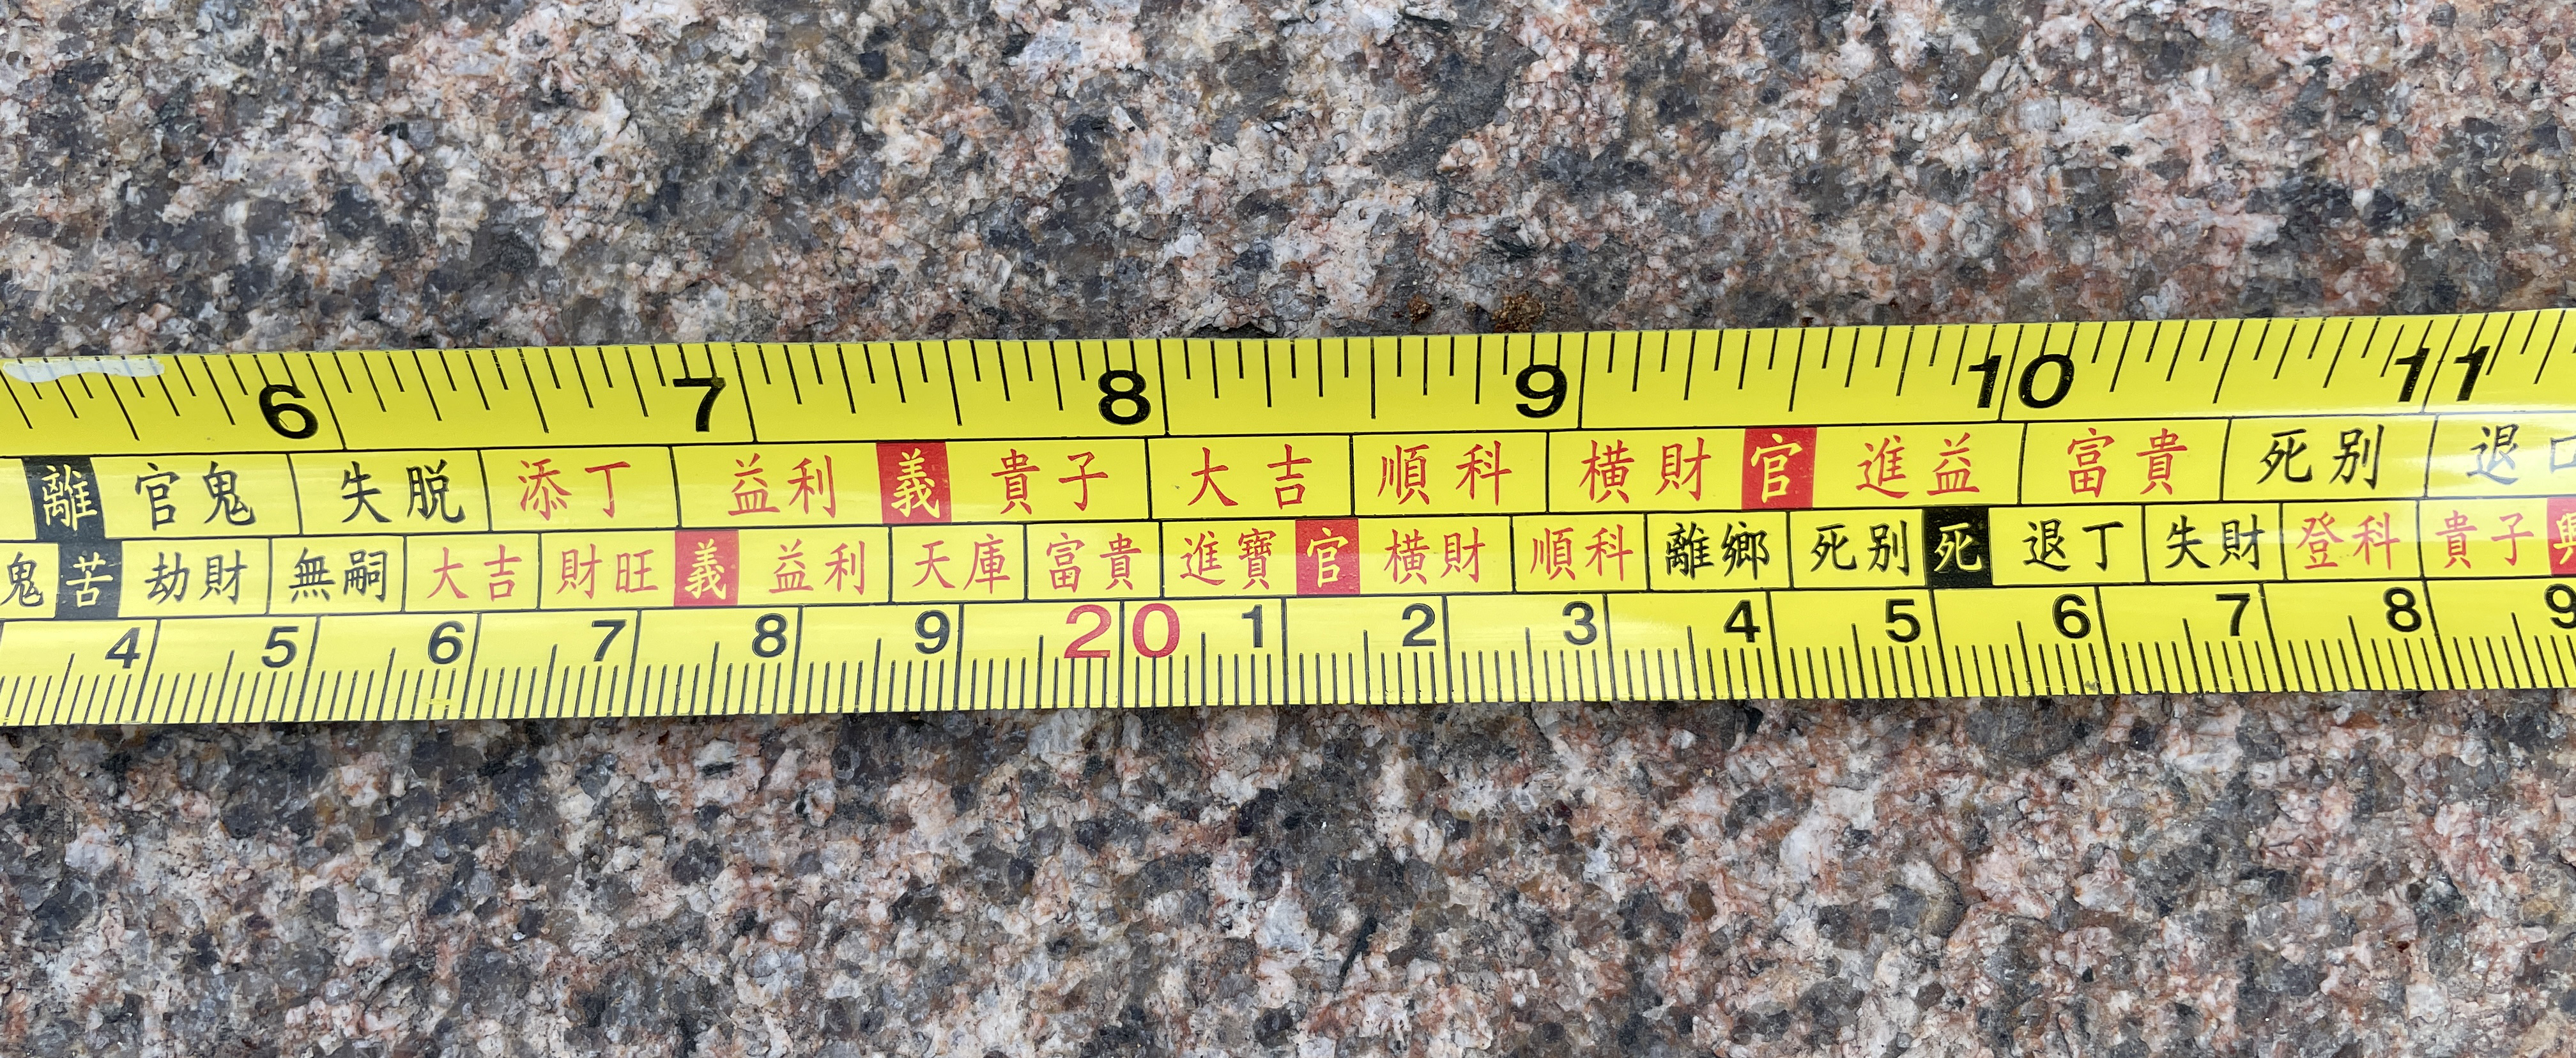 6 7 8 9 10 11
離 官鬼 失脱 添丁 益利 義 貴子 大吉 順科 横財 官 進益 富貴 死别 退口
鬼 苦 劫財 無嗣 大吉 財旺 義 益利 天庫 富貴 進寶 官 横財 順科 離鄉 死别 死 退丁 失財 登科 貴子
4 5 6 7 8 9 20 1 2 3 4 5 6 7 8 9